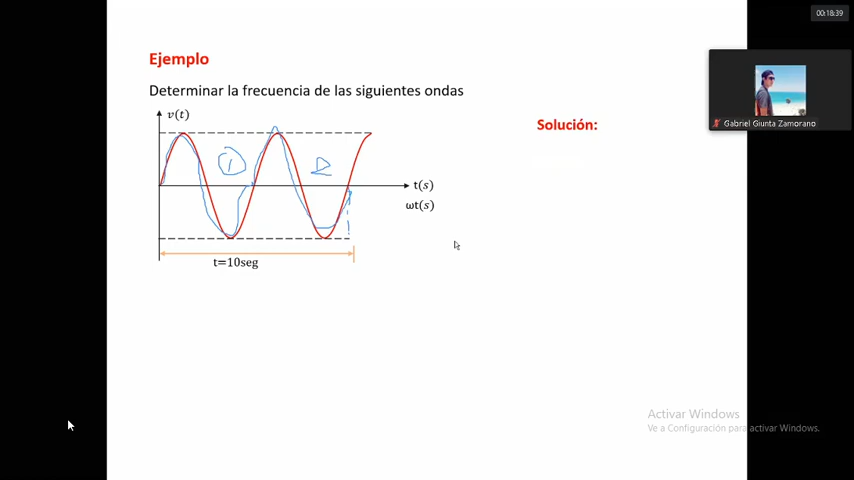 00:18:39
Ejemplo
Determinar la frecuencia de las siguientes ondas
v(t)
Gabriel Giunta Zamorano
Solución:
1
2
t(s)
ωt(s)
t=10seg
Activar Windows
Ve a Configuración para activar Windows.